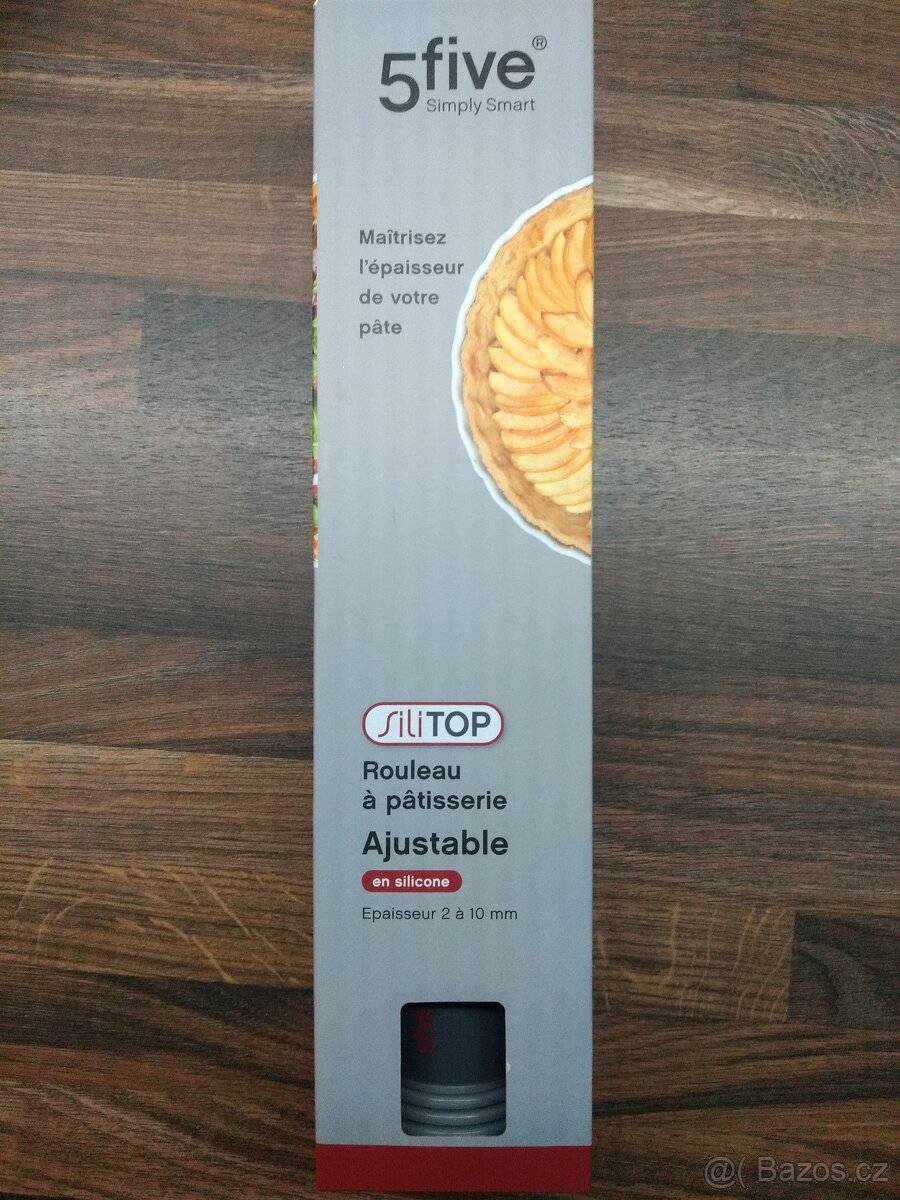 5five®
Simply Smart
Maîtrisez
l'épaisseur
de votre
pâte
SiliTOP
Rouleau
à pâtisserie
Ajustable
en silicone
Epaisseur 2 à 10 mm
@( Bazos.cz